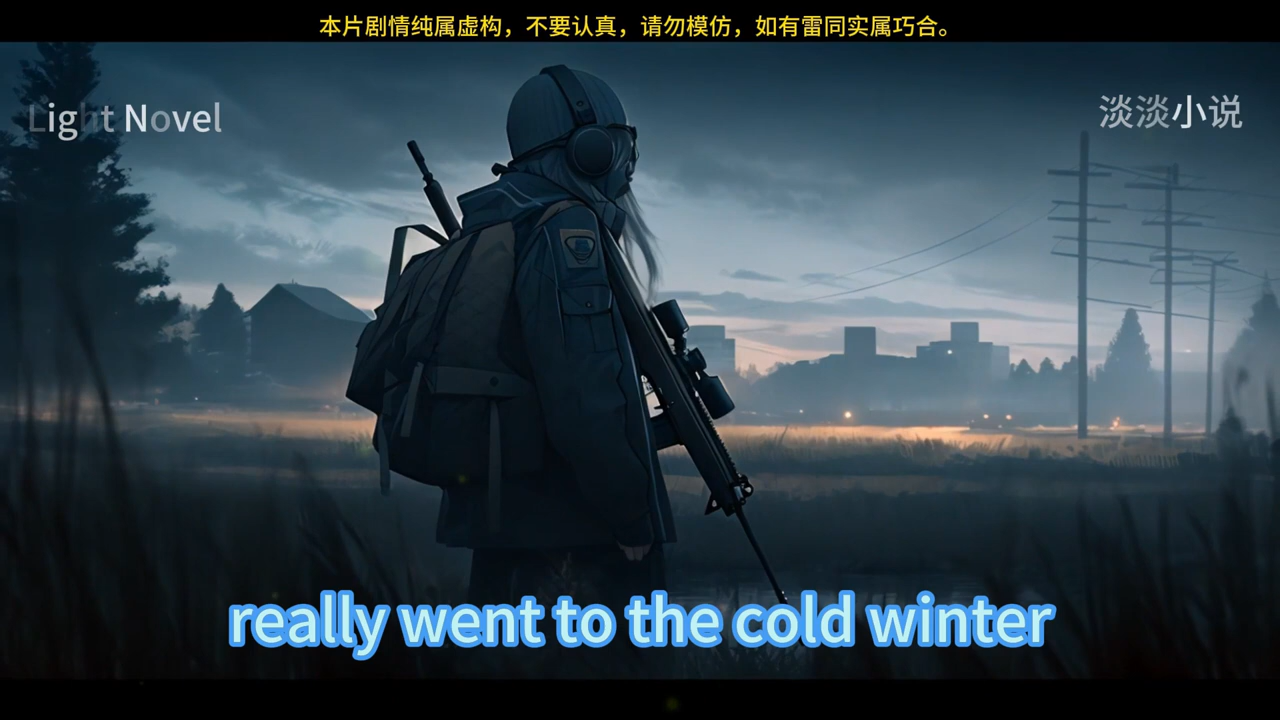 本片剧情纯属虚构，不要认真，请勿模仿，如有雷同实属巧合。
Light Novel
淡淡小说
really went to the cold winter